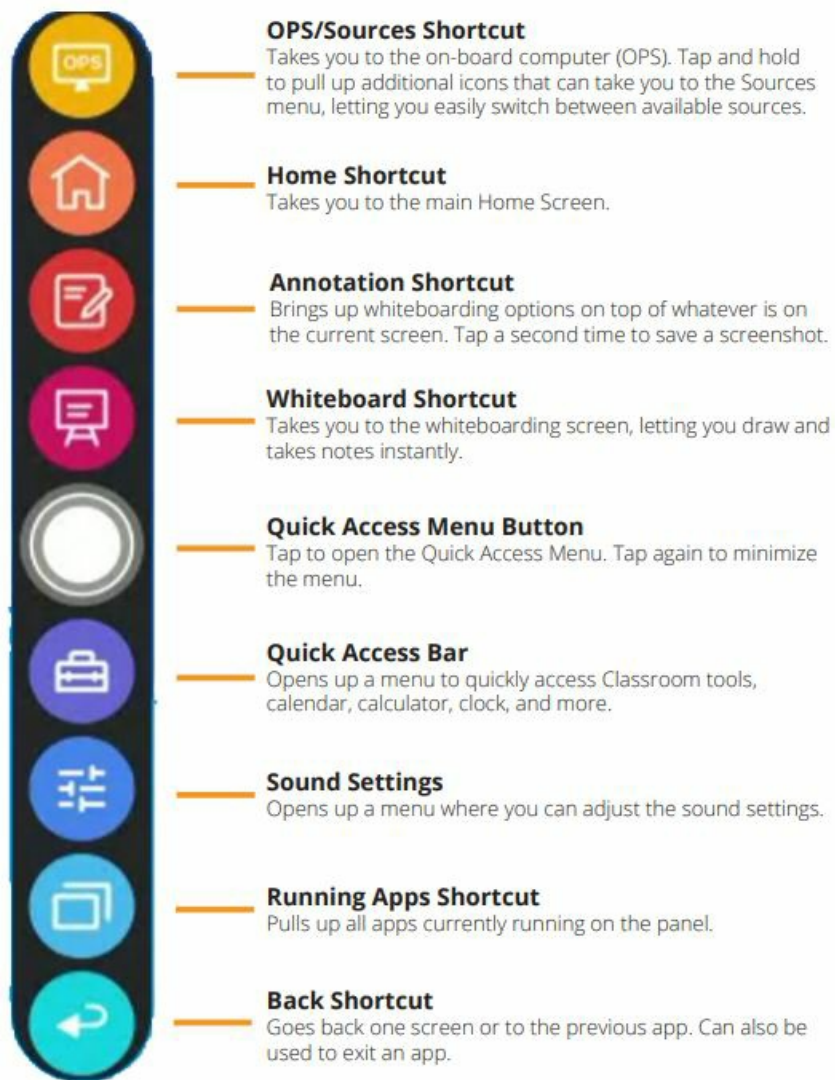 OPS
OPS/Sources Shortcut
Takes you to the on-board computer (OPS). Tap and hold
to pull up additional icons that can take you to the Sources
menu, letting you easily switch between available sources.
Home Shortcut
Takes you to the main Home Screen.
Annotation Shortcut
Brings up whiteboarding options on top of whatever is on
the current screen. Tap a second time to save a screenshot.
Whiteboard Shortcut
Takes you to the whiteboarding screen, letting you draw and
takes notes instantly.
Quick Access Menu Button
Tap to open the Quick Access Menu. Tap again to minimize
the menu.
Quick Access Bar
Opens up a menu to quickly access Classroom tools,
calendar, calculator, clock, and more.
Sound Settings
Opens up a menu where you can adjust the sound settings.
Running Apps Shortcut
Pulls up all apps currently running on the panel.
Back Shortcut
Goes back one screen or to the previous app. Can also be
used to exit an app.